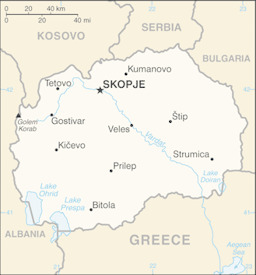 0 20 40 km
0 20 40 mi
SERBIA
KOSOVO
BULGARIA
Kumanovo
Tetovo
SKOPJE
Golem
Korab
Gostivar
Veles
Štip
Vardar
Kičevo
Strumica
Lake
Dojran
Prilep
Lake
Ohrid
Lake
Prespa
Bitola
ALBANIA
GREECE
Aegean
Sea